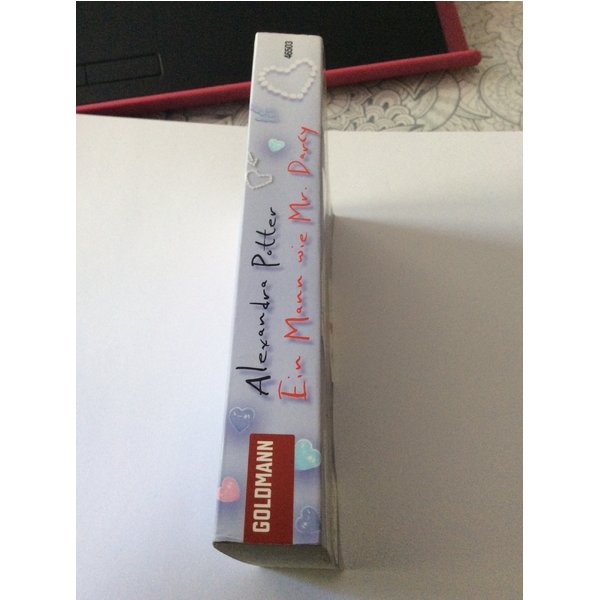 46503
Alexandra Potter
Ein Mann wie Mr. Darcy
GOLDMANN